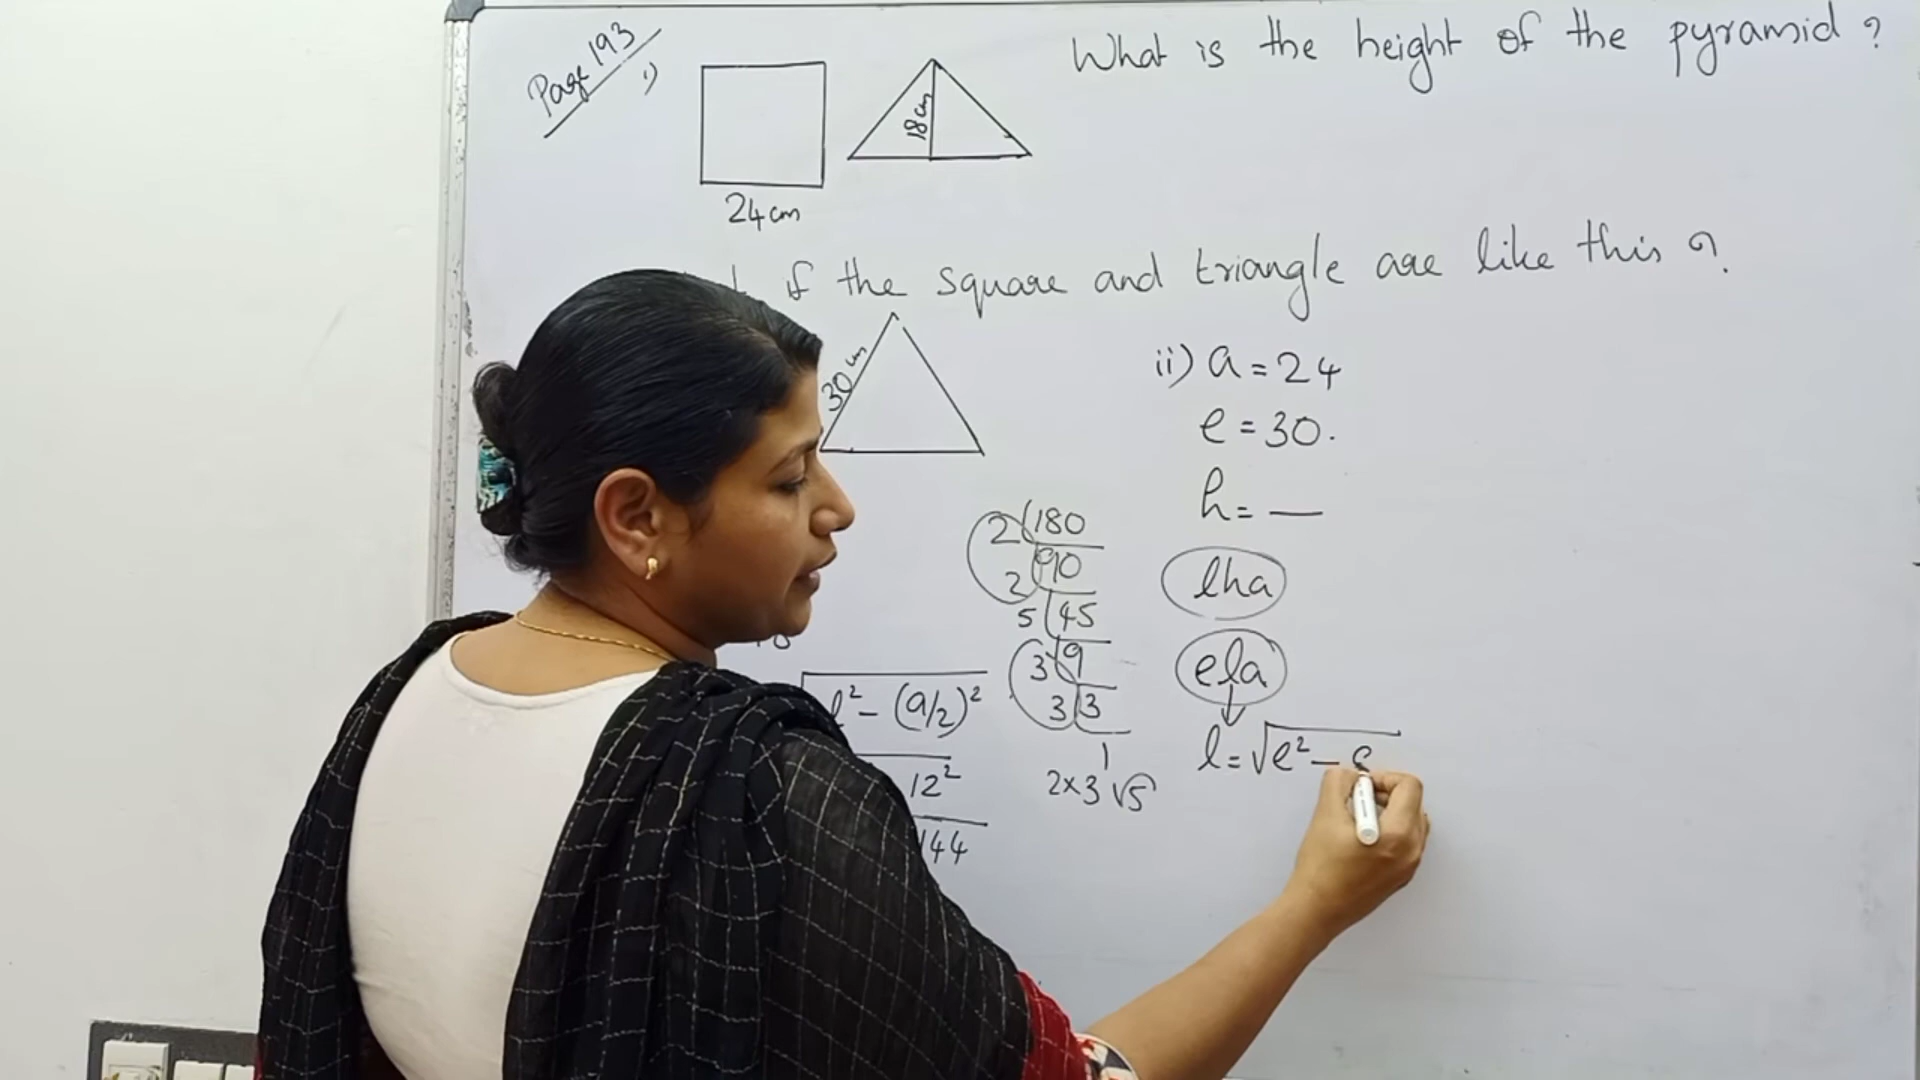 Page 193
1)
What is the height of the pyramid ?
18 cm
24 cm
if the square and triangle are like this ?
30 cm
ii) a = 24
e = 30.
h = —
lha
ela
l = √e² –
2 180
2 90
5 45
3 9
3 3
1
2×3 √5
l² - (a/2)²
12²
144